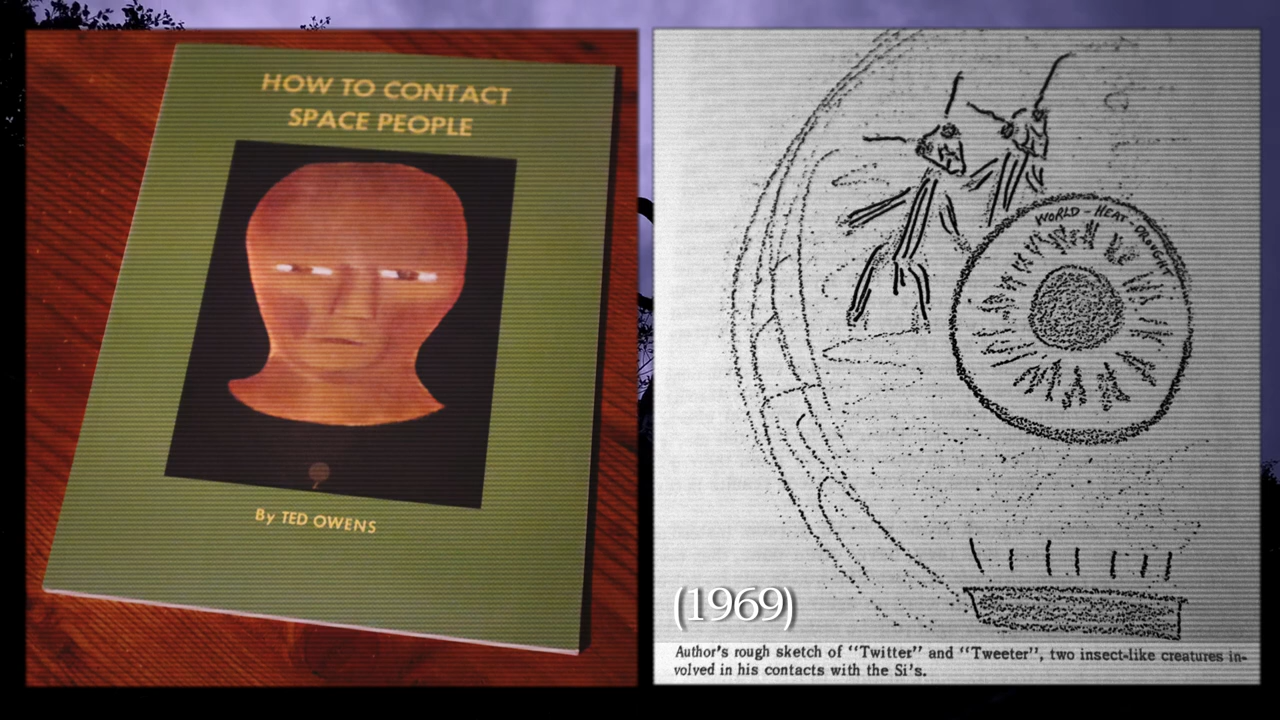 HOW TO CONTACT
SPACE PEOPLE
By TED OWENS
WORLD - HEAT - DROUGHT
(1969)
Author's rough sketch of "Twitter" and "Tweeter", two insect-like creatures in-
volved in his contacts with the Si's.